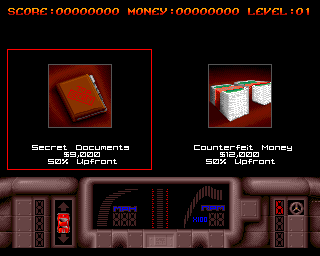 SCORE:00000000 MONEY:00000000 LEVEL:01
Secret Documents
$9,000
50% Upfront
Counterfeit Money
$12,000
50% Upfront